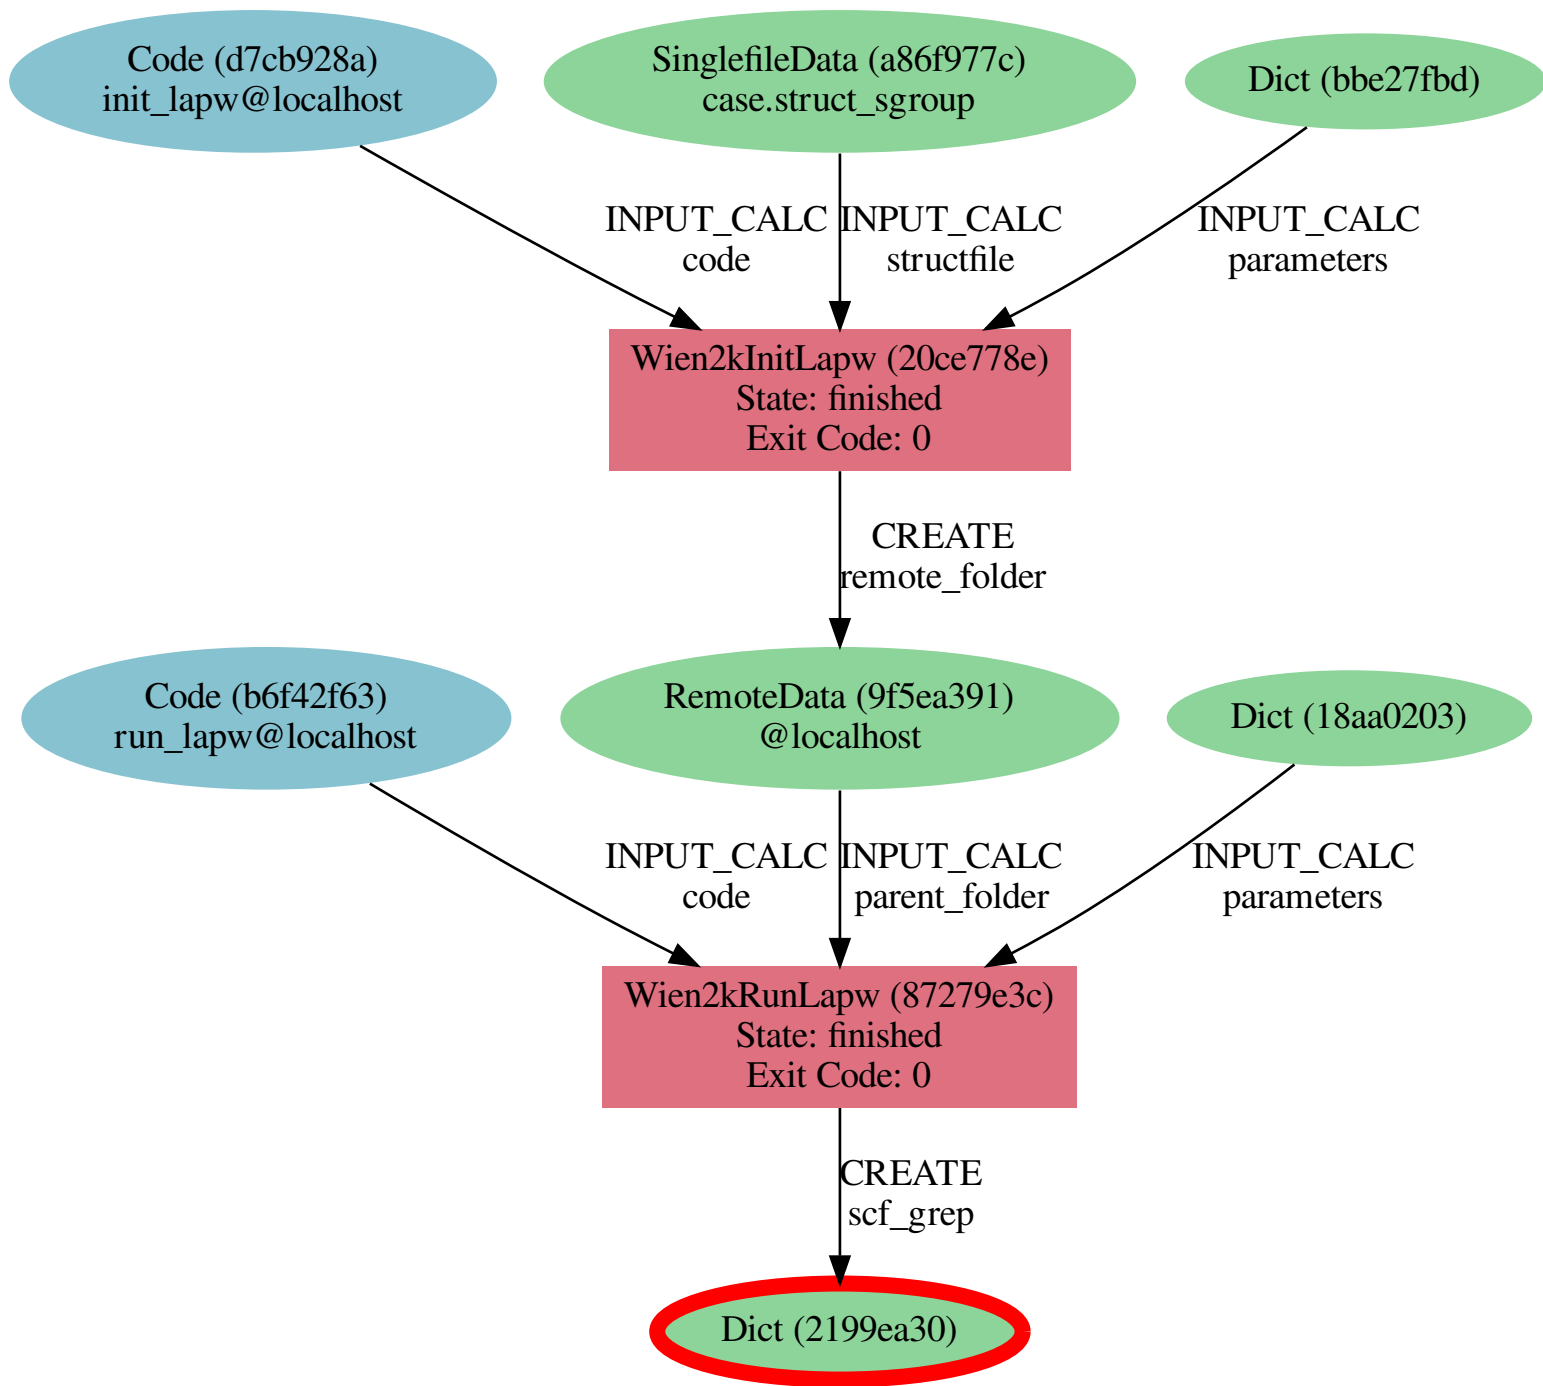 Code (d7cb928a)
init_lapw@localhost
SinglefileData (a86f977c)
case.struct_sgroup
Dict (bbe27fbd)
INPUT_CALC
code
INPUT_CALC
structfile
INPUT_CALC
parameters
Wien2kInitLapw (20ce778e)
State: finished
Exit Code: 0
CREATE
remote_folder
Code (b6f42f63)
run_lapw@localhost
RemoteData (9f5ea391)
@localhost
Dict (18aa0203)
INPUT_CALC
code
INPUT_CALC
parent_folder
INPUT_CALC
parameters
Wien2kRunLapw (87279e3c)
State: finished
Exit Code: 0
CREATE
scf_grep
Dict (2199ea30)